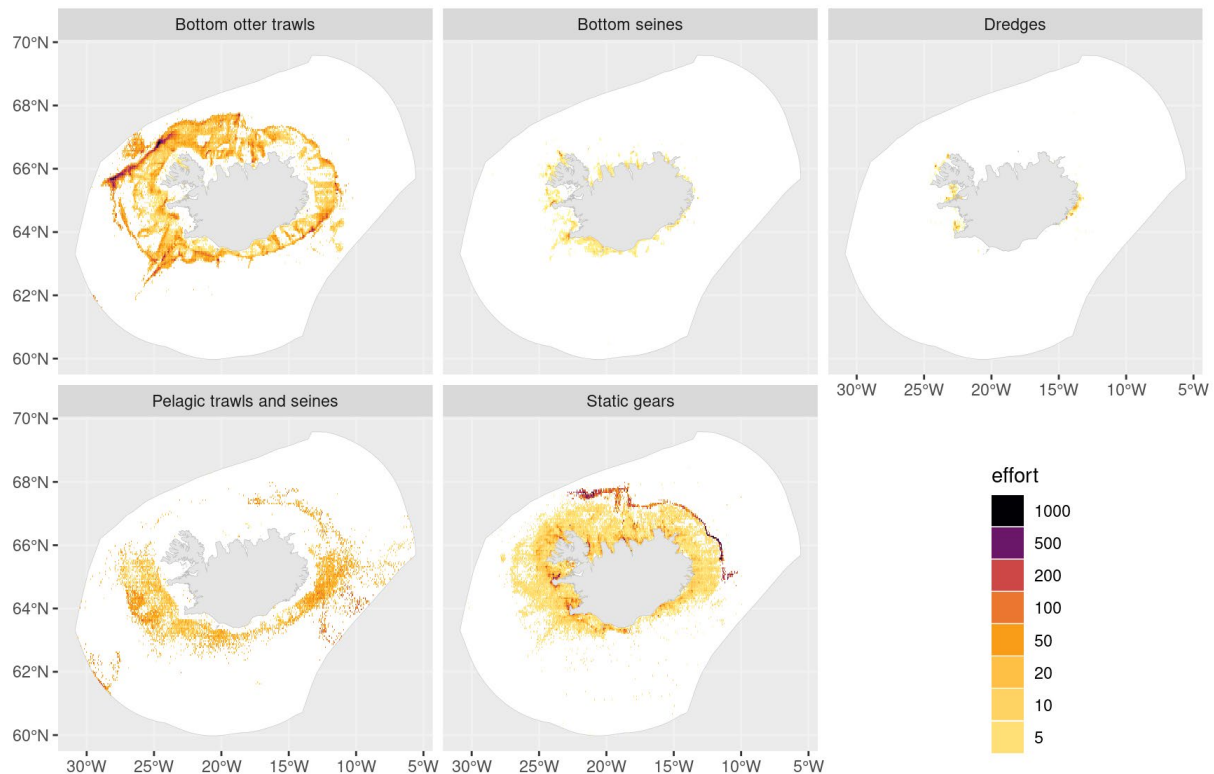 Bottom otter trawls
Bottom seines
Dredges
70°N
68°N
66°N
64°N
62°N
60°N
30°W 25°W 20°W 15°W 10°W 5°W
Pelagic trawls and seines
Static gears
70°N
68°N
66°N
64°N
62°N
60°N
30°W 25°W 20°W 15°W 10°W 5°W
30°W 25°W 20°W 15°W 10°W 5°W
effort
1000
500
200
100
50
20
10
5